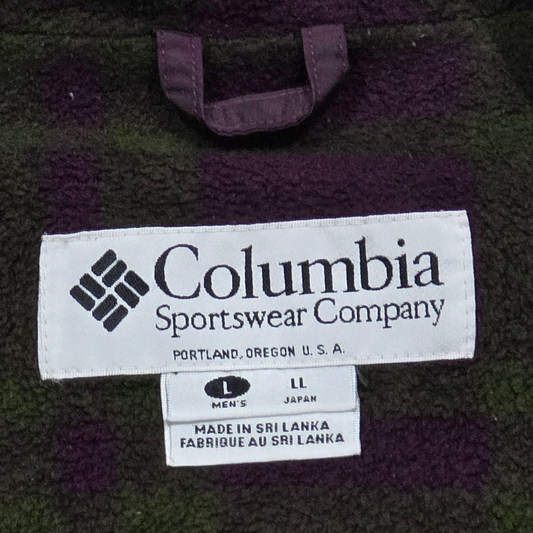 Columbia
Sportswear Company
PORTLAND, OREGON U. S. A.
L LL
MEN'S JAPAN
MADE IN SRI LANKA
FABRIQUE AU SRI LANKA